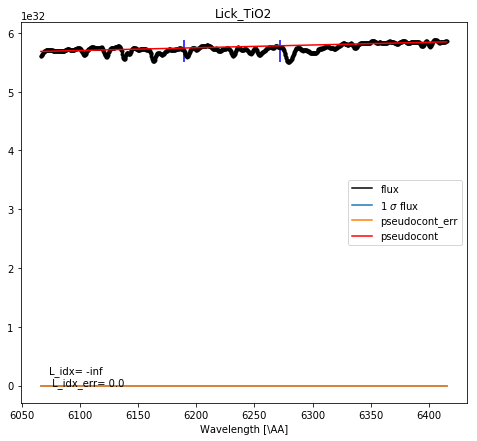 Lick_TiO2
1e32
6
5
4
3
2
1
0
flux
1 σ flux
pseudocont_err
pseudocont
L_idx= -inf
L_idx_err= 0.0
6050 6100 6150 6200 6250 6300 6350 6400
Wavelength [\AA]